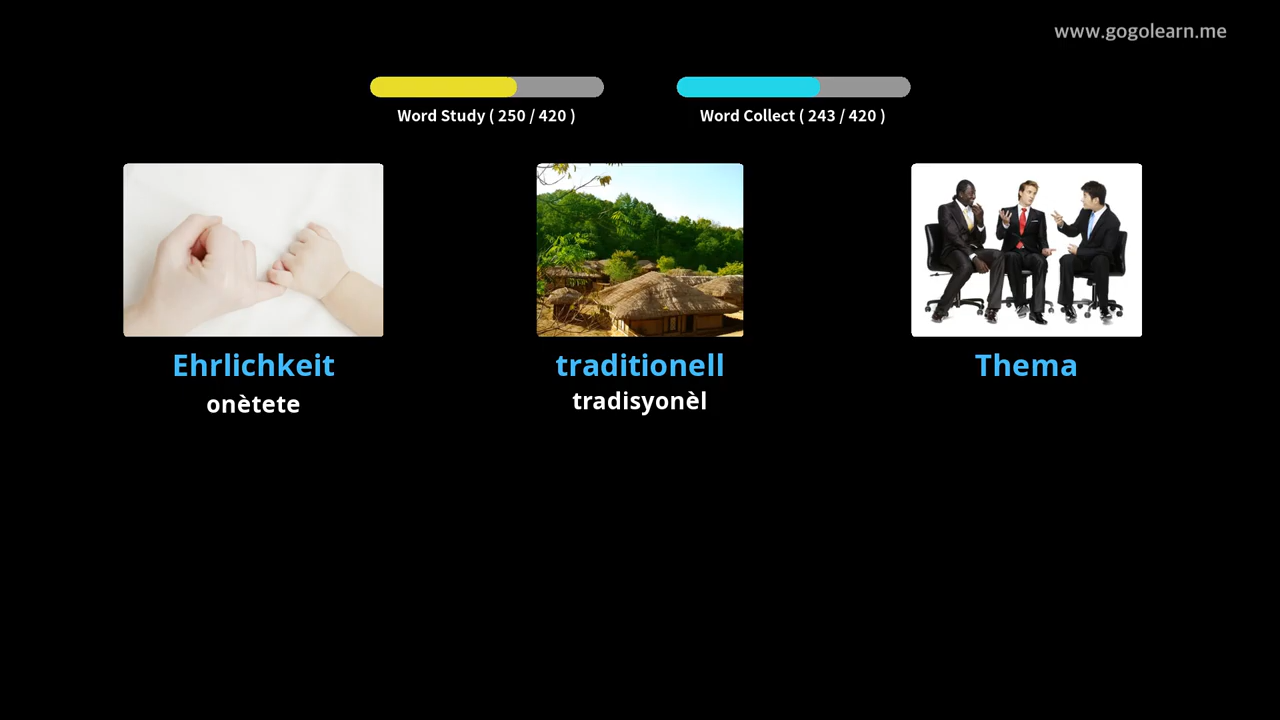 www.gogolearn.me
Word Study ( 250 / 420 )
Word Collect ( 243 / 420 )
Ehrlichkeit
onètete
traditionell
tradisyonèl
Thema